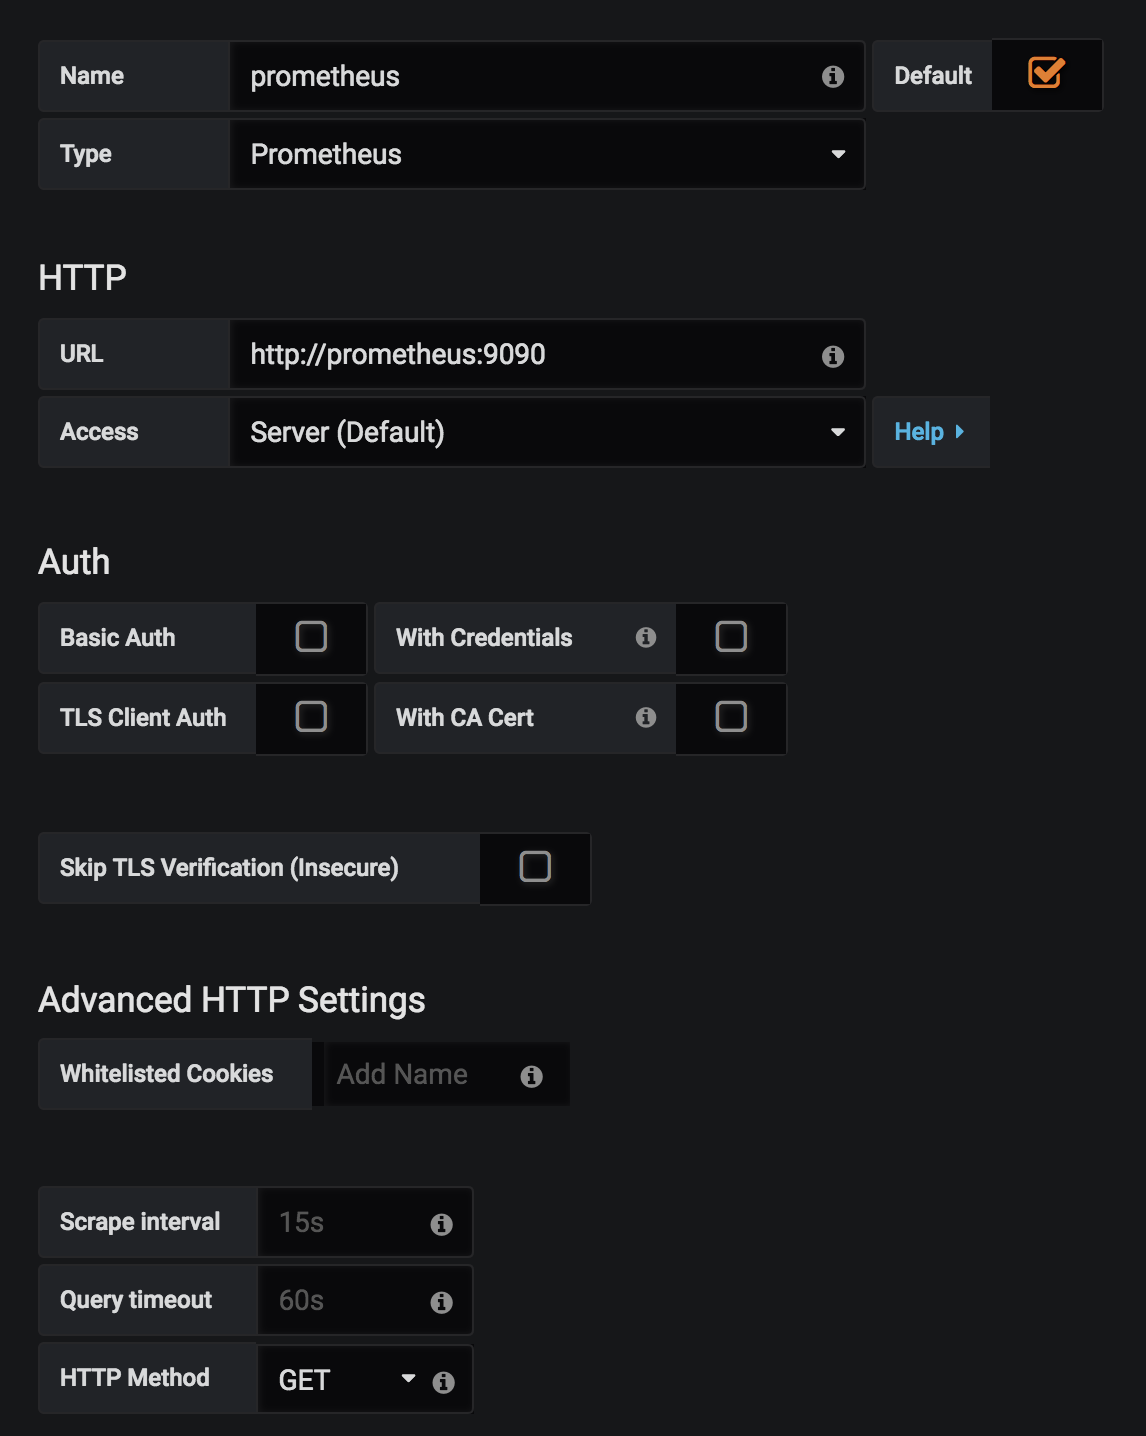 Name prometheus Default
Type Prometheus
HTTP
URL http://prometheus:9090
Access Server (Default) Help
Auth
Basic Auth With Credentials
TLS Client Auth With CA Cert
Skip TLS Verification (Insecure)
Advanced HTTP Settings
Whitelisted Cookies Add Name
Scrape interval 15s
Query timeout 60s
HTTP Method GET